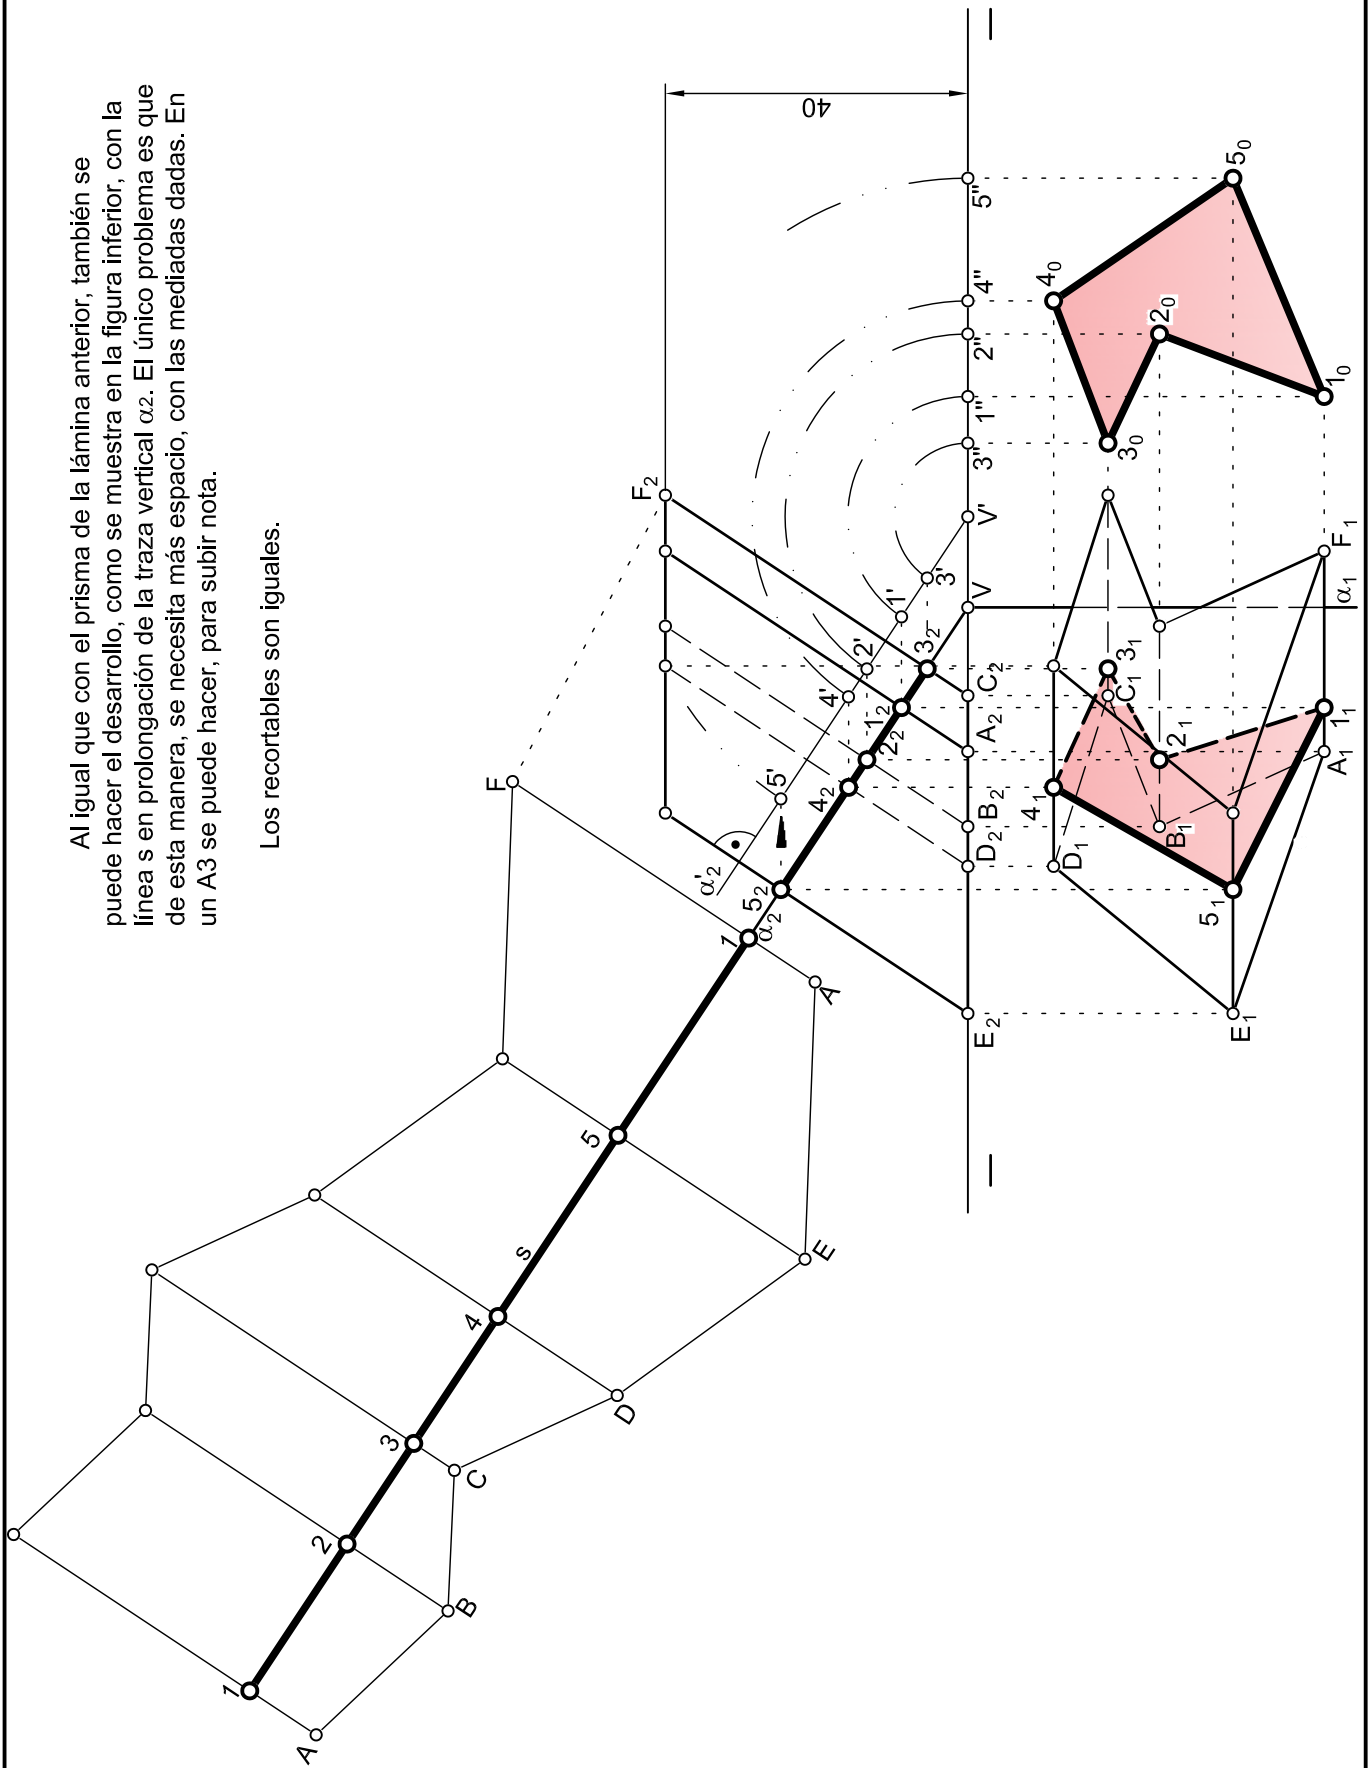 Al igual que con el prisma de la lámina anterior, también se
puede hacer el desarrollo, como se muestra en la figura inferior, con la
línea s en prolongación de la traza vertical α2. El único problema es que
de esta manera, se necesita más espacio, con las mediadas dadas. En
un A3 se puede hacer, para subir nota.
Los recortables son iguales.
F
F2
40
A
1
2
3
4
5
1
s
B
C
D
E
A
α'2
α2
52
5'
42
4'
22
2'
12
1'
32
3'
E2
D2
B2
A2
C2
V
V'
3"
1"
2"
4"
5"
E1
D1
B1
C1
A1
F1
α1
51
41
21
31
11
30
20
40
50
10